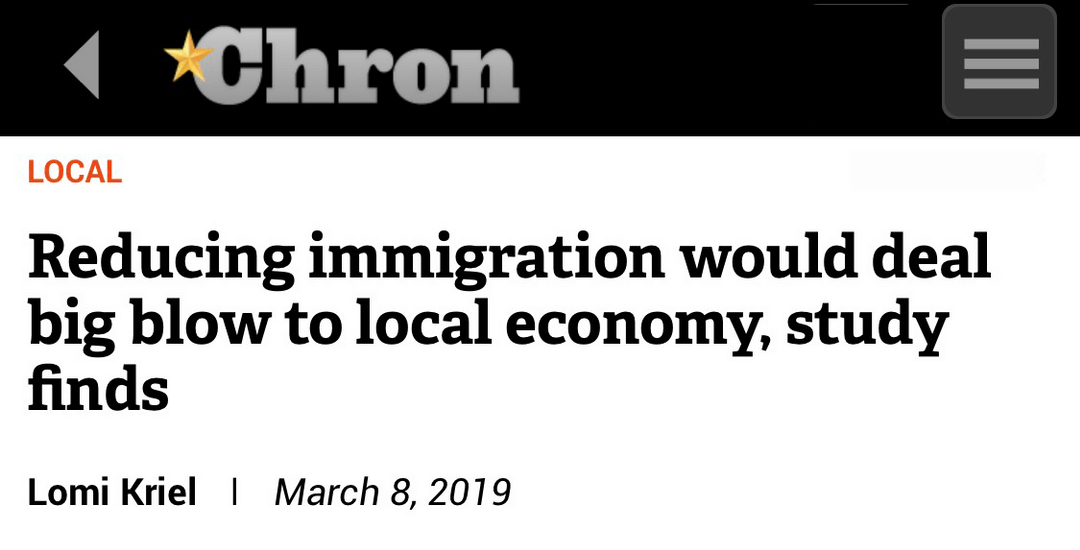 Chron
LOCAL
Reducing immigration would deal
big blow to local economy, study
finds
Lomi Kriel | March 8, 2019